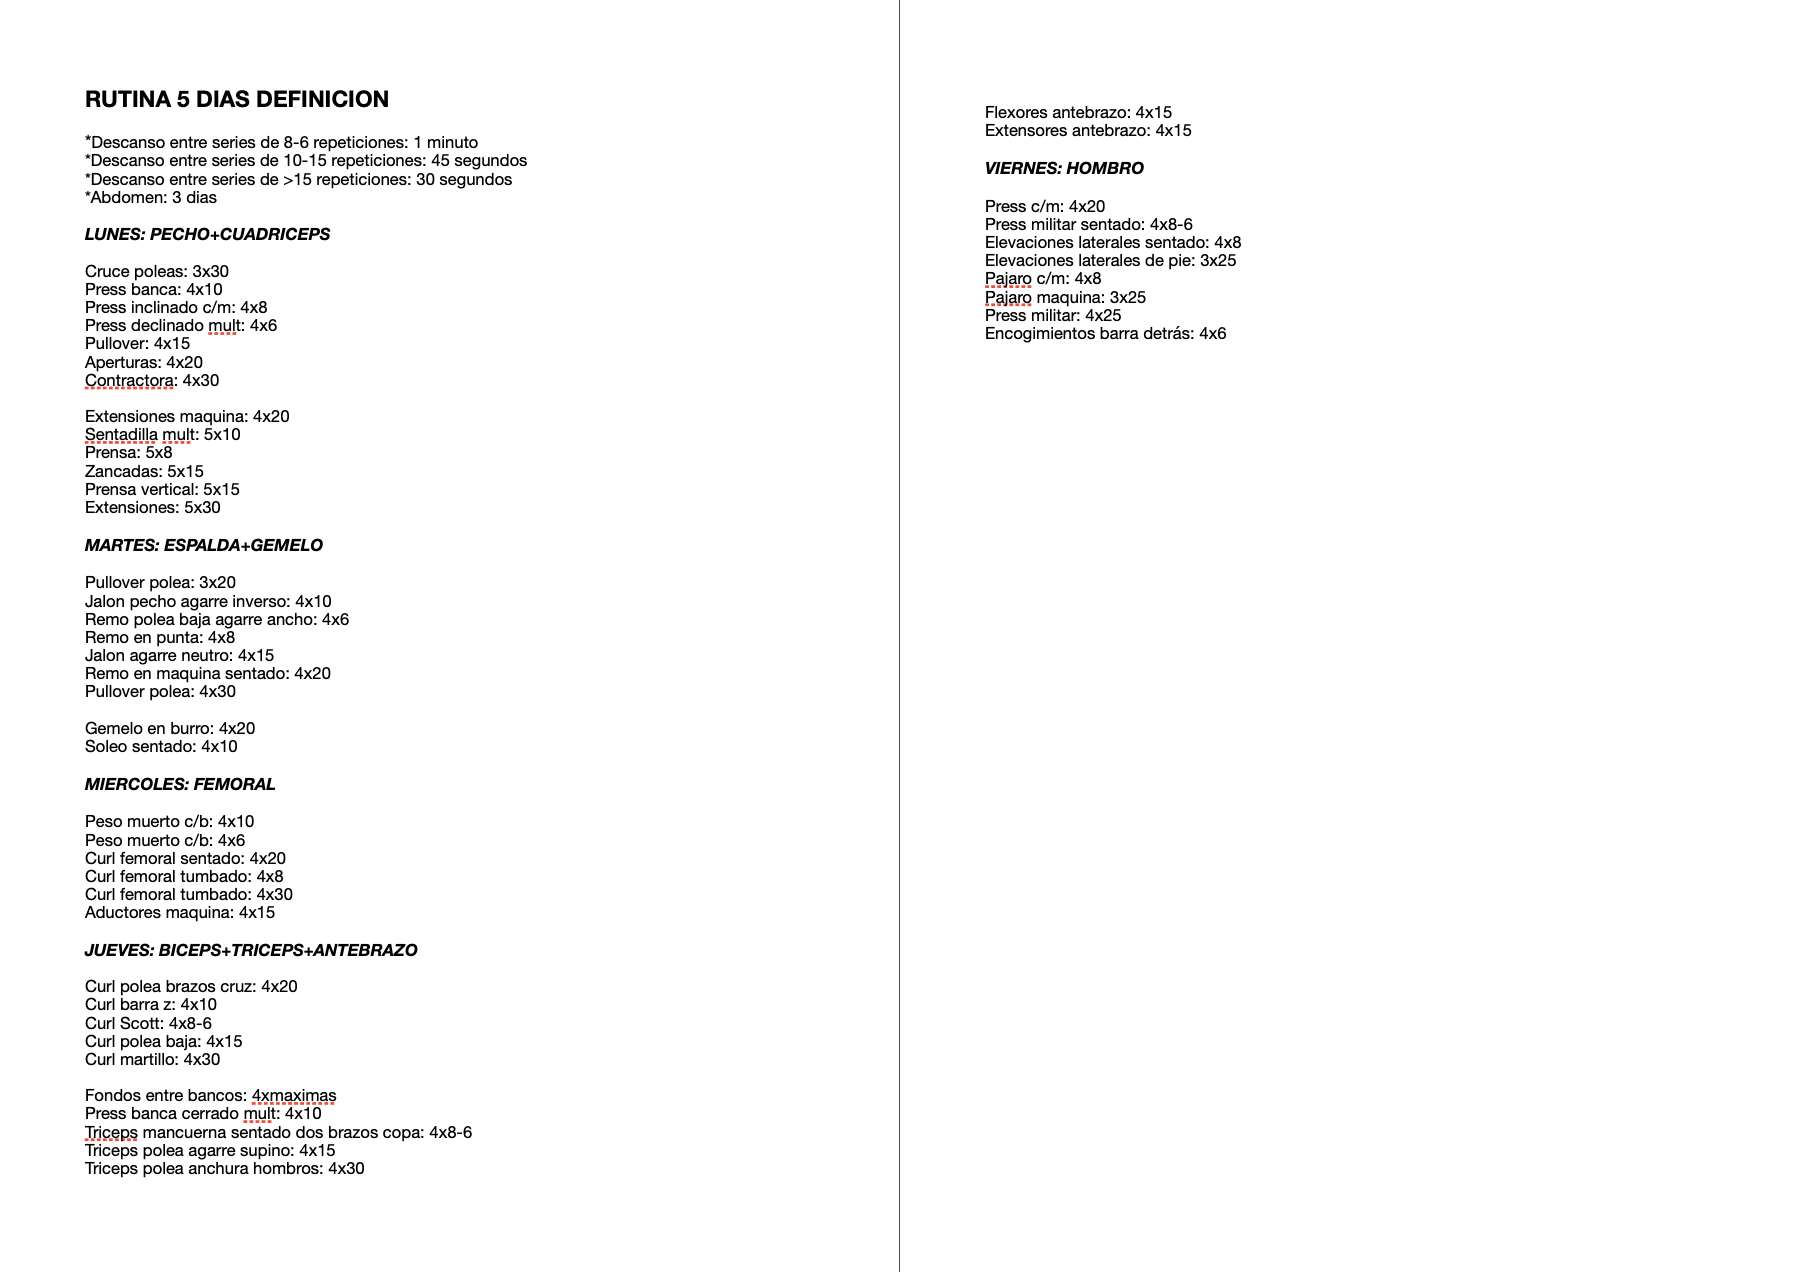 RUTINA 5 DIAS DEFINICION
*Descanso entre series de 8-6 repeticiones: 1 minuto
*Descanso entre series de 10-15 repeticiones: 45 segundos
*Descanso entre series de >15 repeticiones: 30 segundos
*Abdomen: 3 dias
LUNES: PECHO+CUADRICEPS
Cruce poleas: 3x30
Press banca: 4x10
Press inclinado c/m: 4x8
Press declinado mult: 4x6
Pullover: 4x15
Aperturas: 4x20
Contractora: 4x30
Extensiones maquina: 4x20
Sentadilla mult: 5x10
Prensa: 5x8
Zancadas: 5x15
Prensa vertical: 5x15
Extensiones: 5x30
MARTES: ESPALDA+GEMELO
Pullover polea: 3x20
Jalon pecho agarre inverso: 4x10
Remo polea baja agarre ancho: 4x6
Remo en punta: 4x8
Jalon agarre neutro: 4x15
Remo en maquina sentado: 4x20
Pullover polea: 4x30
Gemelo en burro: 4x20
Soleo sentado: 4x10
MIERCOLES: FEMORAL
Peso muerto c/b: 4x10
Peso muerto c/b: 4x6
Curl femoral sentado: 4x20
Curl femoral tumbado: 4x8
Curl femoral tumbado: 4x30
Aductores maquina: 4x15
JUEVES: BICEPS+TRICEPS+ANTEBRAZO
Curl polea brazos cruz: 4x20
Curl barra z: 4x10
Curl Scott: 4x8-6
Curl polea baja: 4x15
Curl martillo: 4x30
Fondos entre bancos: 4xmaximas
Press banca cerrado mult: 4x10
Triceps mancuerna sentado dos brazos copa: 4x8-6
Triceps polea agarre supino: 4x15
Triceps polea anchura hombros: 4x30
Flexores antebrazo: 4x15
Extensores antebrazo: 4x15
VIERNES: HOMBRO
Press c/m: 4x20
Press militar sentado: 4x8-6
Elevaciones laterales sentado: 4x8
Elevaciones laterales de pie: 3x25
Pajaro c/m: 4x8
Pajaro maquina: 3x25
Press militar: 4x25
Encogimientos barra detrás: 4x6